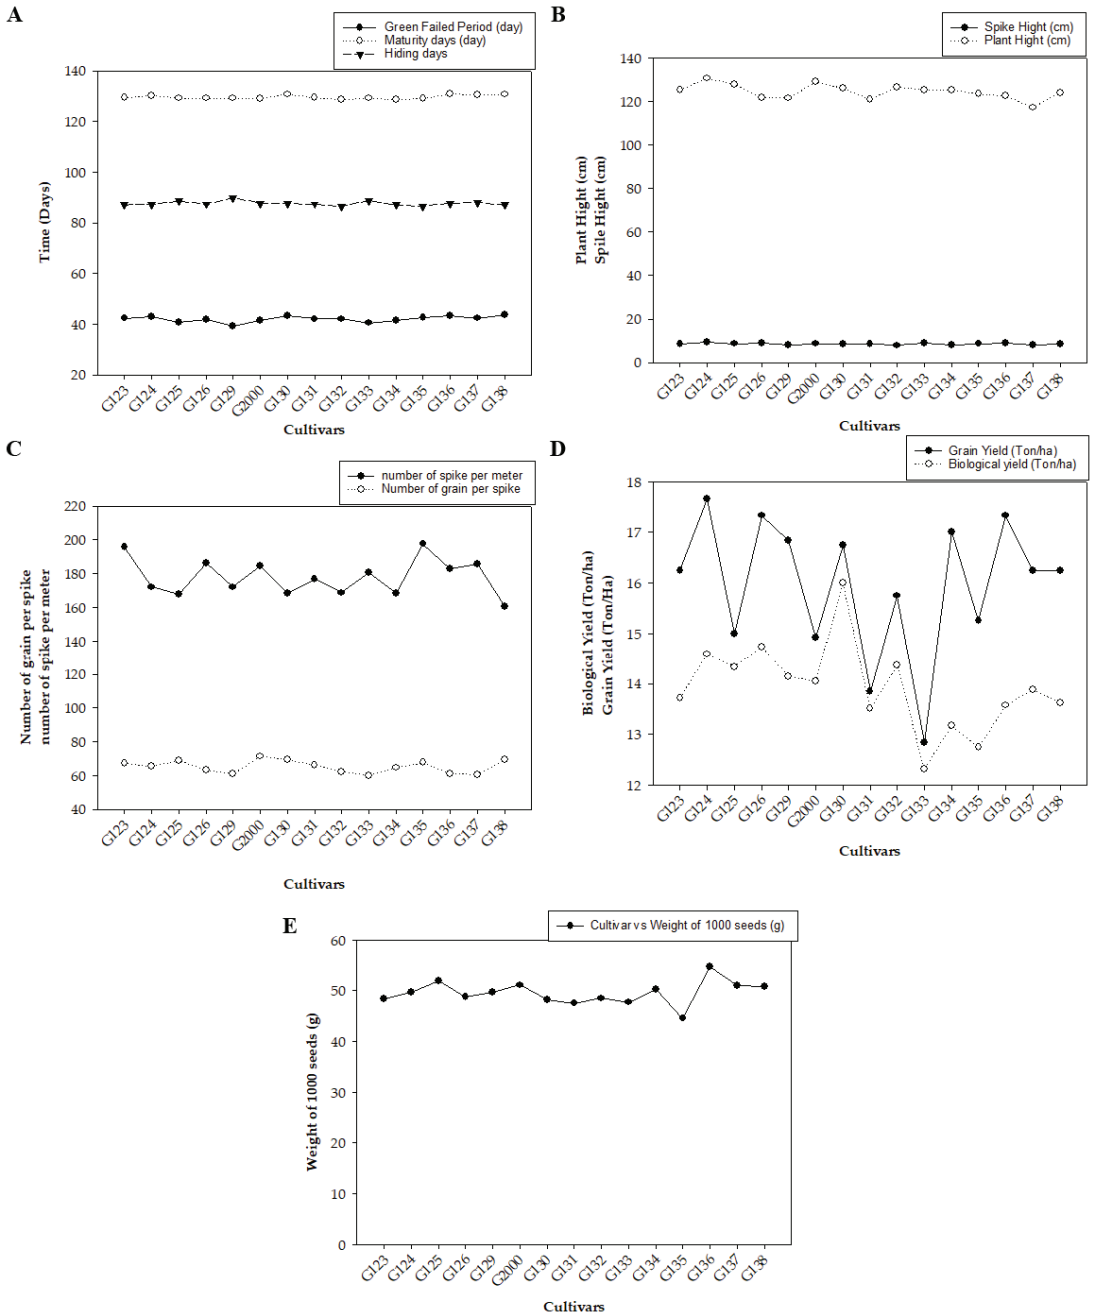 A
Green Failed Period (day)
Maturity days (day)
Hiding days
140
120
100
80
60
40
20
Time (Days)
G123 G124 G125 G126 G129 G2000 G130 G131 G132 G133 G134 G135 G136 G137 G138
Cultivars
B
Spike Hight (cm)
Plant Hight (cm)
140
120
100
80
60
40
20
0
Plant Hight (cm)
Spile Hight (cm)
G123 G124 G125 G126 G129 G2000 G130 G131 G132 G133 G134 G135 G136 G137 G138
Cultivars
C
number of spike per meter
Number of grain per spike
220
200
180
160
140
120
100
80
60
40
Number of grain per spike
number of spike per meter
G123 G124 G125 G126 G129 G2000 G130 G131 G132 G133 G134 G135 G136 G137 G138
Cultivars
D
Grain Yield (Ton/ha)
Biological yield (Ton/ha)
18
17
16
15
14
13
12
Biological Yield (Ton/ha)
Grain Yield (Ton/Ha)
G123 G124 G125 G126 G129 G2000 G130 G131 G132 G133 G134 G135 G136 G137 G138
Cultivars
E
Cultivar vs Weight of 1000 seeds (g)
60
50
40
30
20
10
0
Weight of 1000 seeds (g)
G123 G124 G125 G126 G129 G2000 G130 G131 G132 G133 G134 G135 G136 G137 G138
Cultivars